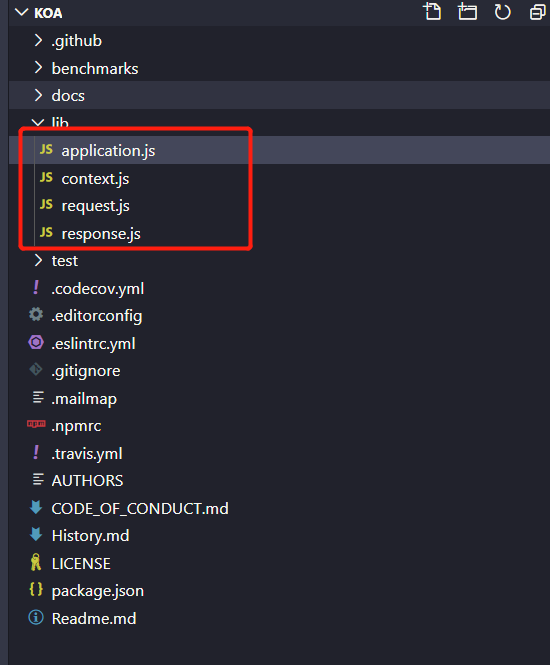 KOA
.github
benchmarks
docs
lib
JS application.js
JS context.js
JS request.js
JS response.js
test
! .codecov.yml
.editorconfig
.eslintrc.yml
.gitignore
.mailmap
npm .npmrc
! .travis.yml
AUTHORS
CODE_OF_CONDUCT.md
History.md
LICENSE
{} package.json
Readme.md